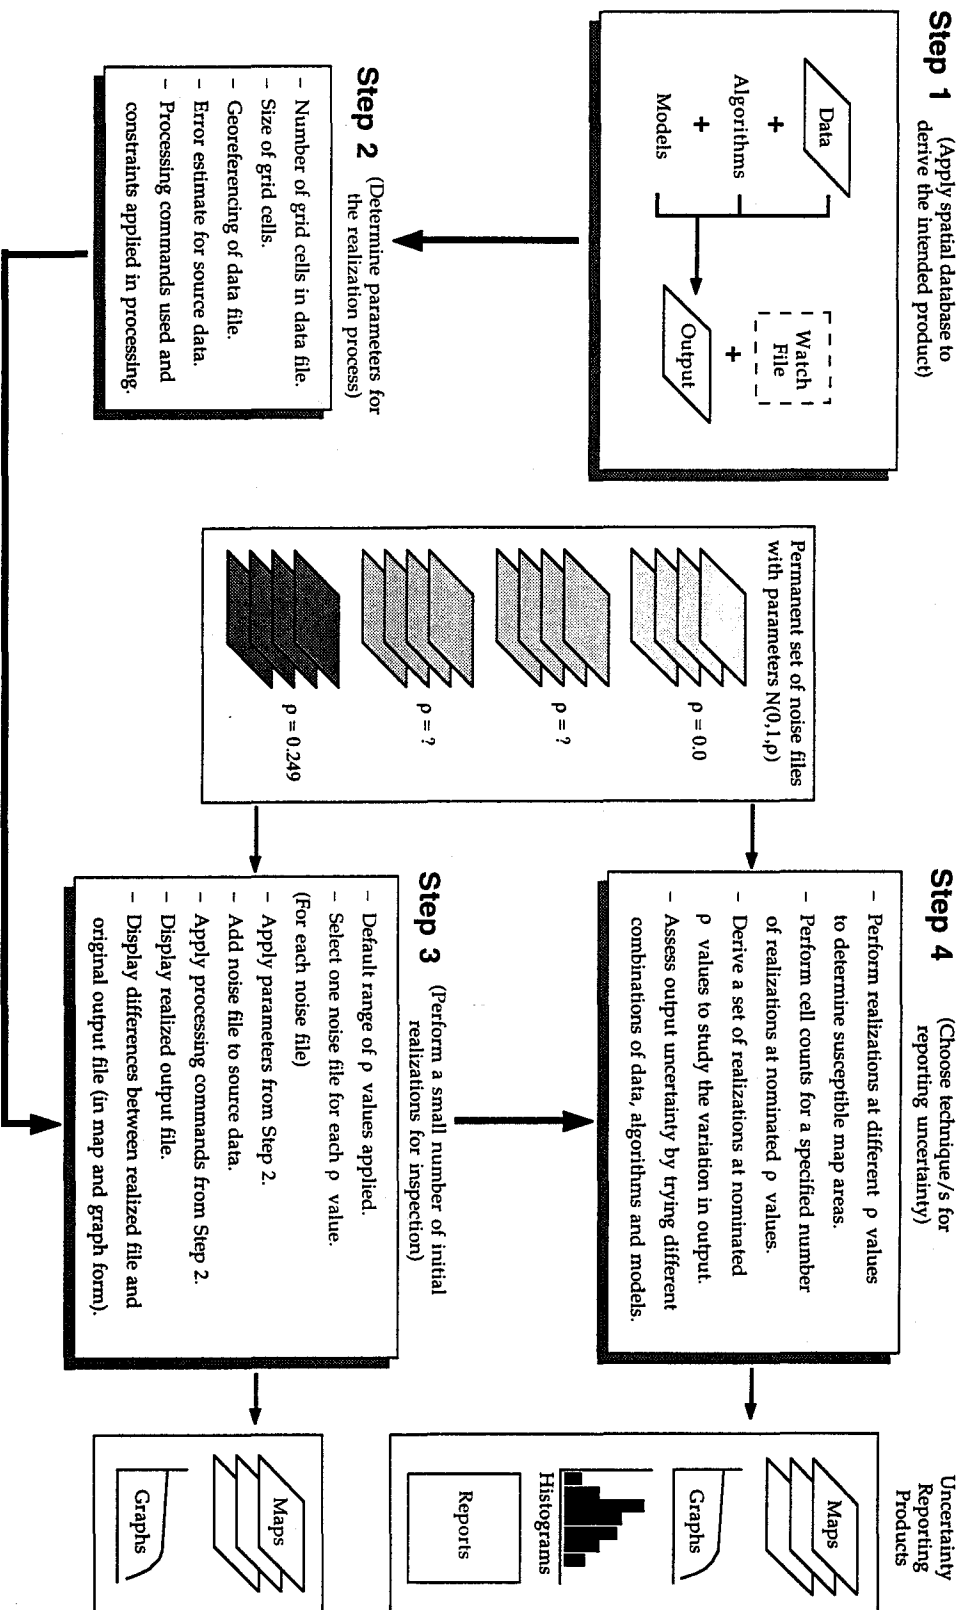 Step 1 (Apply spatial database to
derive the intended product)
Data
+
Algorithms
+
Models
Watch
File
+
Output
Step 2 (Determine parameters for
the realization process)
– Number of grid cells in data file.
– Size of grid cells.
– Georeferencing of data file.
– Error estimate for source data.
– Processing commands used and
constraints applied in processing.
Permanent set of noise files
with parameters N(0,1,ρ)
ρ = 0.0
ρ = ?
ρ = ?
ρ = 0.249
Step 3 (Perform a small number of initial
realizations for inspection)
– Default range of ρ values applied.
– Select one noise file for each ρ value.
(For each noise file)
– Apply parameters from Step 2.
– Add noise file to source data.
– Apply processing commands from Step 2.
– Display realized output file.
– Display differences between realized file and
original output file (in map and graph form).
Step 4 (Choose technique/s for
reporting uncertainty)
– Perform realizations at different ρ values
to determine susceptible map areas.
– Perform cell counts for a specified number
of realizations at nominated ρ values.
– Derive a set of realizations at nominated
ρ values to study the variation in output.
– Assess output uncertainty by trying different
combinations of data, algorithms and models.
Uncertainty
Reporting
Products
Maps
Graphs
Histograms
Reports
Maps
Graphs